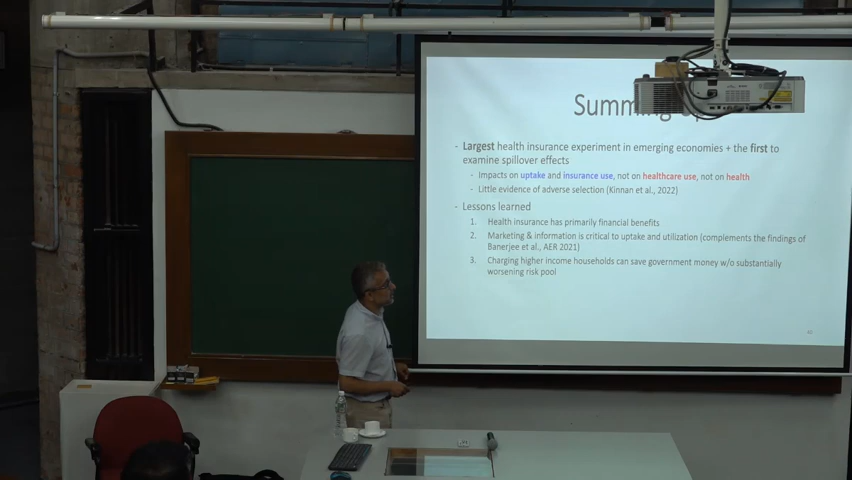 Summing
- Largest health insurance experiment in emerging economies + the first to
examine spillover effects
- Impacts on uptake and insurance use, not on healthcare use, not on health
- Little evidence of adverse selection (Kinnan et al., 2022)
- Lessons learned
1. Health insurance has primarily financial benefits
2. Marketing & information is critical to uptake and utilization (complements the findings of
Banerjee et al., AER 2021)
3. Charging higher income households can save government money w/o substantially
worsening risk pool